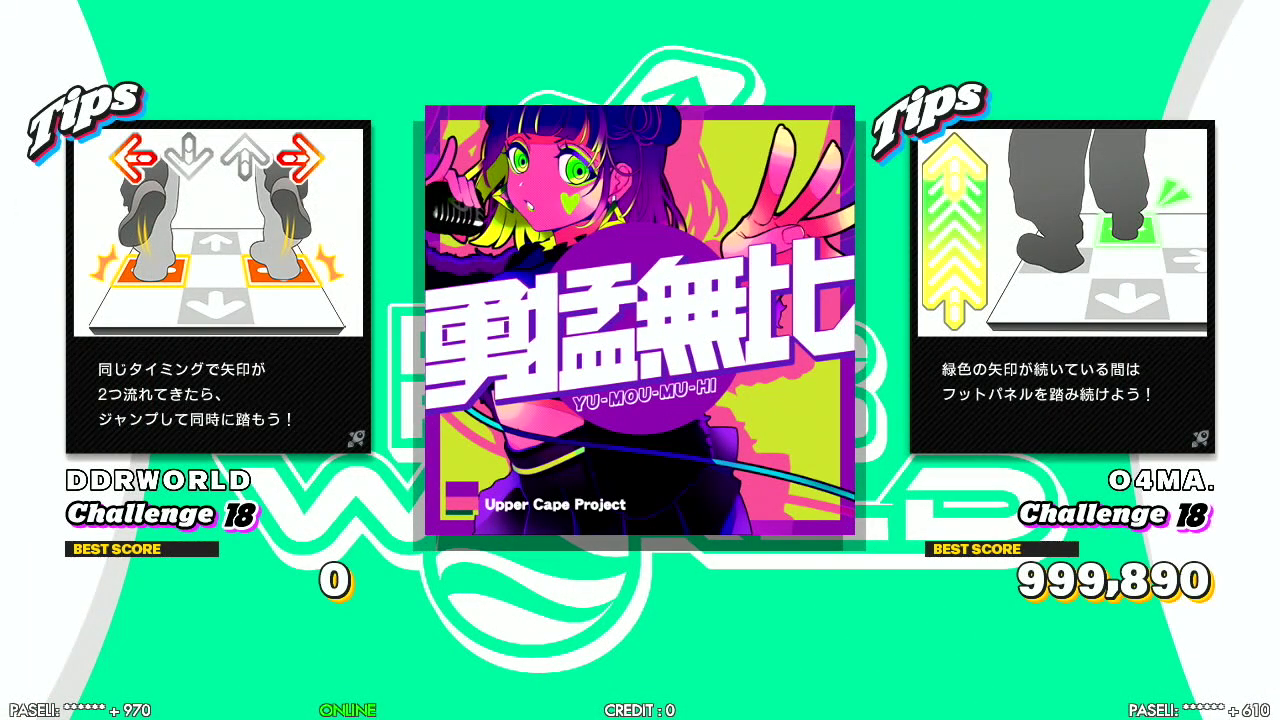 Tips
同じタイミングで矢印が
2つ流れてきたら、
ジャンプして同時に踏もう！
DDRWORLD
Challenge 18
BEST SCORE
0
勇猛無比
YU-MOU-MU-HI
Upper Cape Project
Tips
緑色の矢印が続いている間は
フットパネルを踏み続けよう！
O4MA.
Challenge 18
BEST SCORE
999,890
WORLD
PASELI: ****** + 970
ONLINE
CREDIT : 0
PASELI: ****** + 610